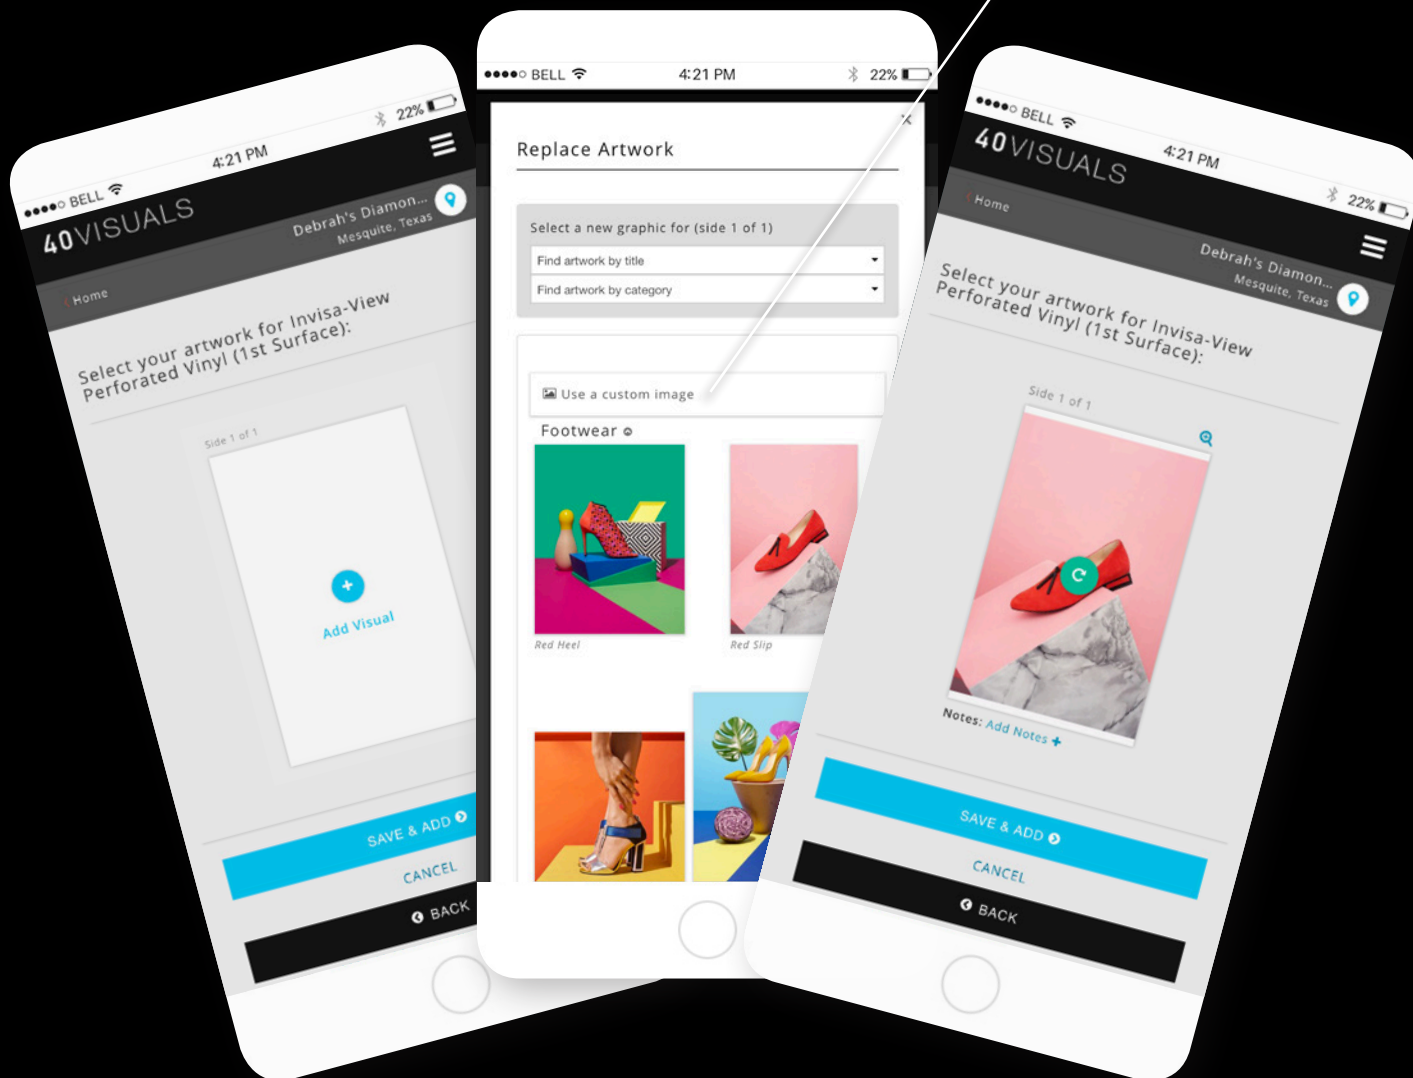 BELL
4:21 PM
22%
40VISUALS
Debrah's Diamon...
Mesquite, Texas
Home
Select your artwork for Invisa-View
Perforated Vinyl (1st Surface):
Side 1 of 1
Add Visual
SAVE & ADD
CANCEL
BACK
BELL
4:21 PM
22%
Replace Artwork
Select a new graphic for (side 1 of 1)
Find artwork by title
Find artwork by category
Use a custom image
Footwear
Red Heel
Red Slip
BELL
4:21 PM
22%
40VISUALS
Home
Debrah's Diamon...
Mesquite, Texas
Select your artwork for Invisa-View
Perforated Vinyl (1st Surface):
Side 1 of 1
Notes: Add Notes +
SAVE & ADD
CANCEL
BACK